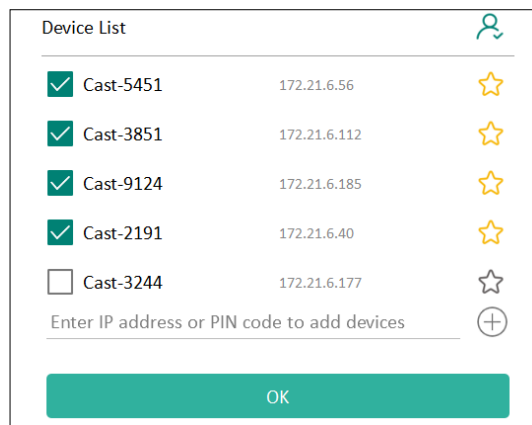 Device List
Cast-5451 172.21.6.56
Cast-3851 172.21.6.112
Cast-9124 172.21.6.185
Cast-2191 172.21.6.40
Cast-3244 172.21.6.177
Enter IP address or PIN code to add devices
OK